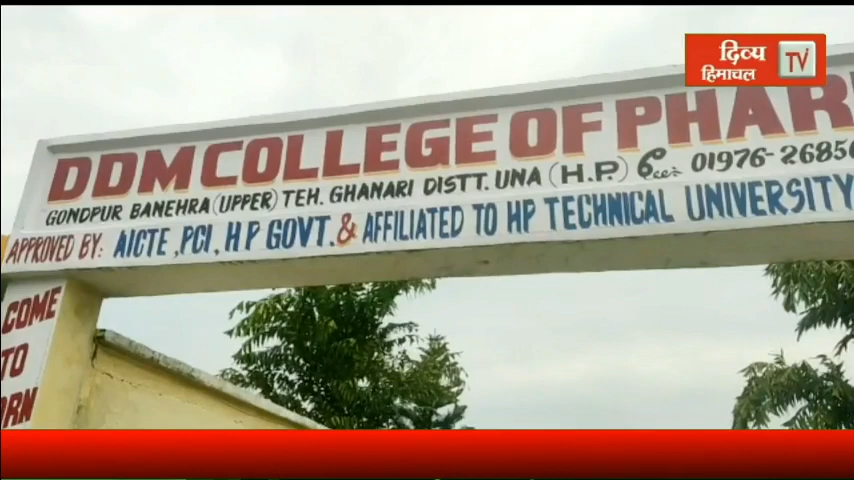 दिव्य
हिमाचल
TV
DDM COLLEGE OF PHAR
GONDPUR BANEHRA (UPPER) TEH. GHANARI DISTT. UNA (H.P.) 01976-2685
APPROVED BY: AICTE, PCI, H.P GOVT. & AFFILIATED TO HP TECHNICAL UNIVERSITY,
COME
TO
ORN